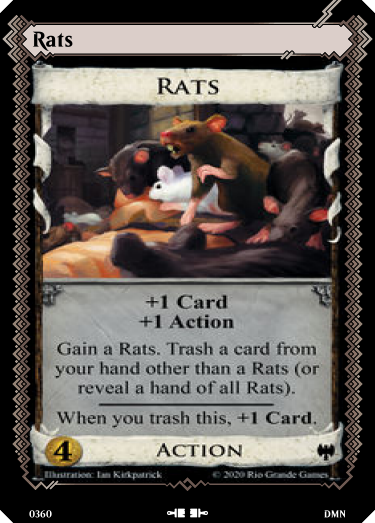 Rats
RATS
+1 Card
+1 Action
Gain a Rats. Trash a card from
your hand other than a Rats (or
reveal a hand of all Rats).
When you trash this, +1 Card.
4
ACTION
Illustration: Ian Kirkpatrick
© 2020 Rio Grande Games
0360
DMN